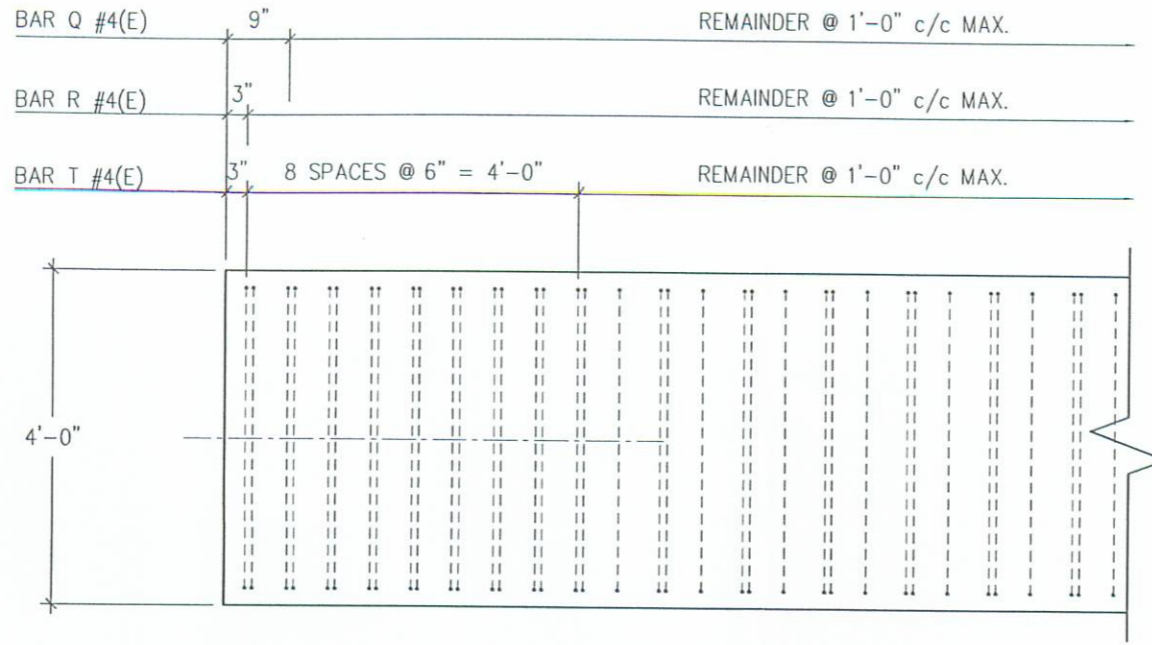 BAR Q #4(E) 9" REMAINDER @ 1'-0" c/c MAX.
BAR R #4(E) 3" REMAINDER @ 1'-0" c/c MAX.
BAR T #4(E) 3" 8 SPACES @ 6" = 4'-0" REMAINDER @ 1'-0" c/c MAX.
4'-0"